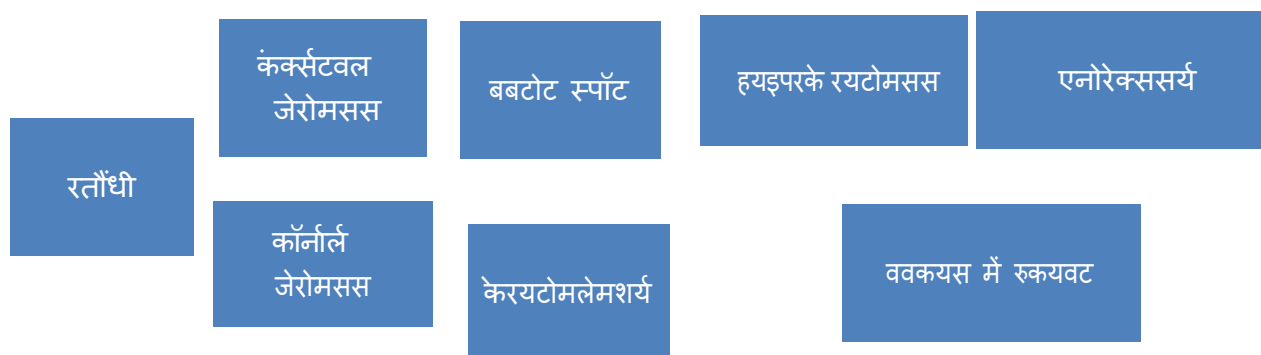 रतौंधी
कंर्क्सटवल
जेरोमसस
कॉर्नार्ल
जेरोमसस
बबटोट स्पॉट
केरयटोमलेमशर्य
हयइपरके रयटोमसस
एनोरेक्ससर्य
ववकयस में रुकयवट